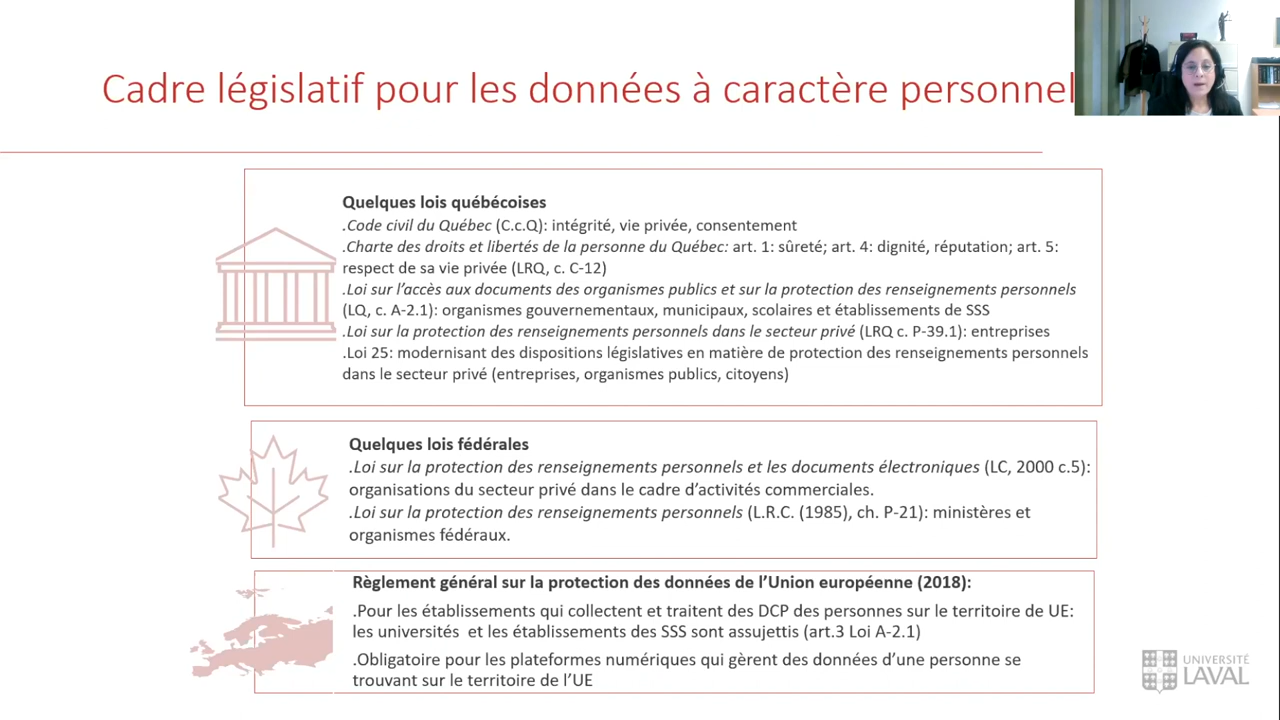 Cadre législatif pour les données à caractère personnel
Quelques lois québécoises
.Code civil du Québec (C.c.Q): intégrité, vie privée, consentement
.Charte des droits et libertés de la personne du Québec: art. 1: sûreté; art. 4: dignité, réputation; art. 5:
respect de sa vie privée (LRQ, c. C-12)
.Loi sur l’accès aux documents des organismes publics et sur la protection des renseignements personnels
(LQ, c. A-2.1): organismes gouvernementaux, municipaux, scolaires et établissements de SSS
.Loi sur la protection des renseignements personnels dans le secteur privé (LRQ c. P-39.1): entreprises
.Loi 25: modernisant des dispositions législatives en matière de protection des renseignements personnels
dans le secteur privé (entreprises, organismes publics, citoyens)
Quelques lois fédérales
.Loi sur la protection des renseignements personnels et les documents électroniques (LC, 2000 c.5):
organisations du secteur privé dans le cadre d’activités commerciales.
.Loi sur la protection des renseignements personnels (L.R.C. (1985), ch. P-21): ministères et
organismes fédéraux.
Règlement général sur la protection des données de l’Union européenne (2018):
.Pour les établissements qui collectent et traitent des DCP des personnes sur le territoire de UE:
les universités et les établissements des SSS sont assujettis (art.3 Loi A-2.1)
.Obligatoire pour les plateformes numériques qui gèrent des données d’une personne se
trouvant sur le territoire de l’UE
UNIVERSITÉ
LAVAL